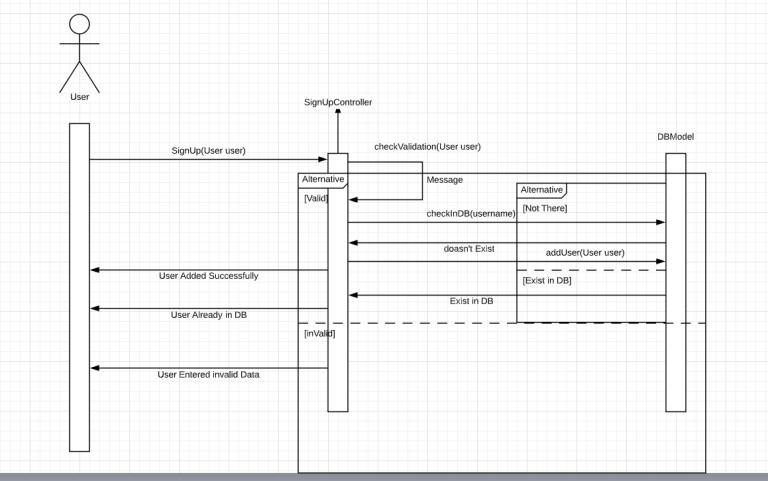 User
SignUpController
DBModel
SignUp(User user)
checkValidation(User user)
Alternative
Message
Alternative
[Valid]
[Not There]
checkInDB(username)
doasn't Exist
addUser(User user)
User Added Successfully
[Exist in DB]
Exist in DB
User Already in DB
[inValid]
User Entered invalid Data